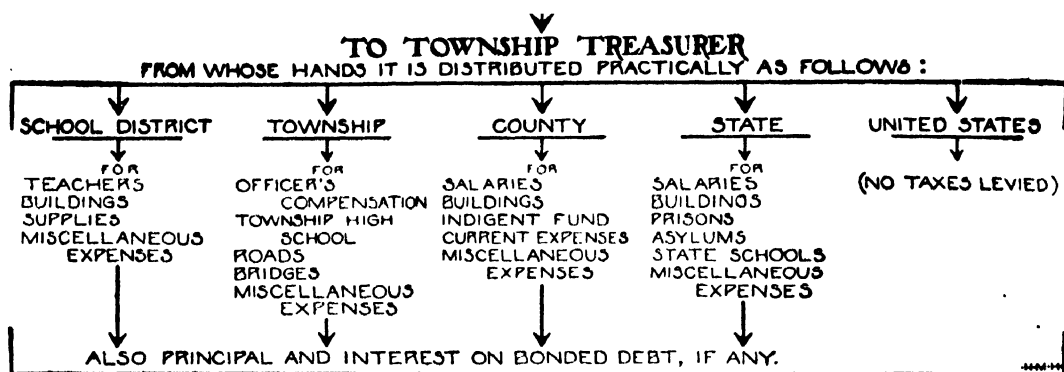 TO TOWNSHIP TREASURER
FROM WHOSE HANDS IT IS DISTRIBUTED PRACTICALLY AS FOLLOWS:
SCHOOL DISTRICT
FOR
TEACHERS
BUILDINGS
SUPPLIES
MISCELLANEOUS
EXPENSES
TOWNSHIP
FOR
OFFICER'S
COMPENSATION
TOWNSHIP HIGH
SCHOOL
ROADS
BRIDGES
MISCELLANEOUS
EXPENSES
COUNTY
FOR
SALARIES
BUILDINGS
INDIGENT FUND
CURRENT EXPENSES
MISCELLANEOUS
EXPENSES
STATE
FOR
SALARIES
BUILDINGS
PRISONS
ASYLUMS
STATE SCHOOLS
MISCELLANEOUS
EXPENSES
UNITED STATES
(NO TAXES LEVIED)
ALSO PRINCIPAL AND INTEREST ON BONDED DEBT, IF ANY.